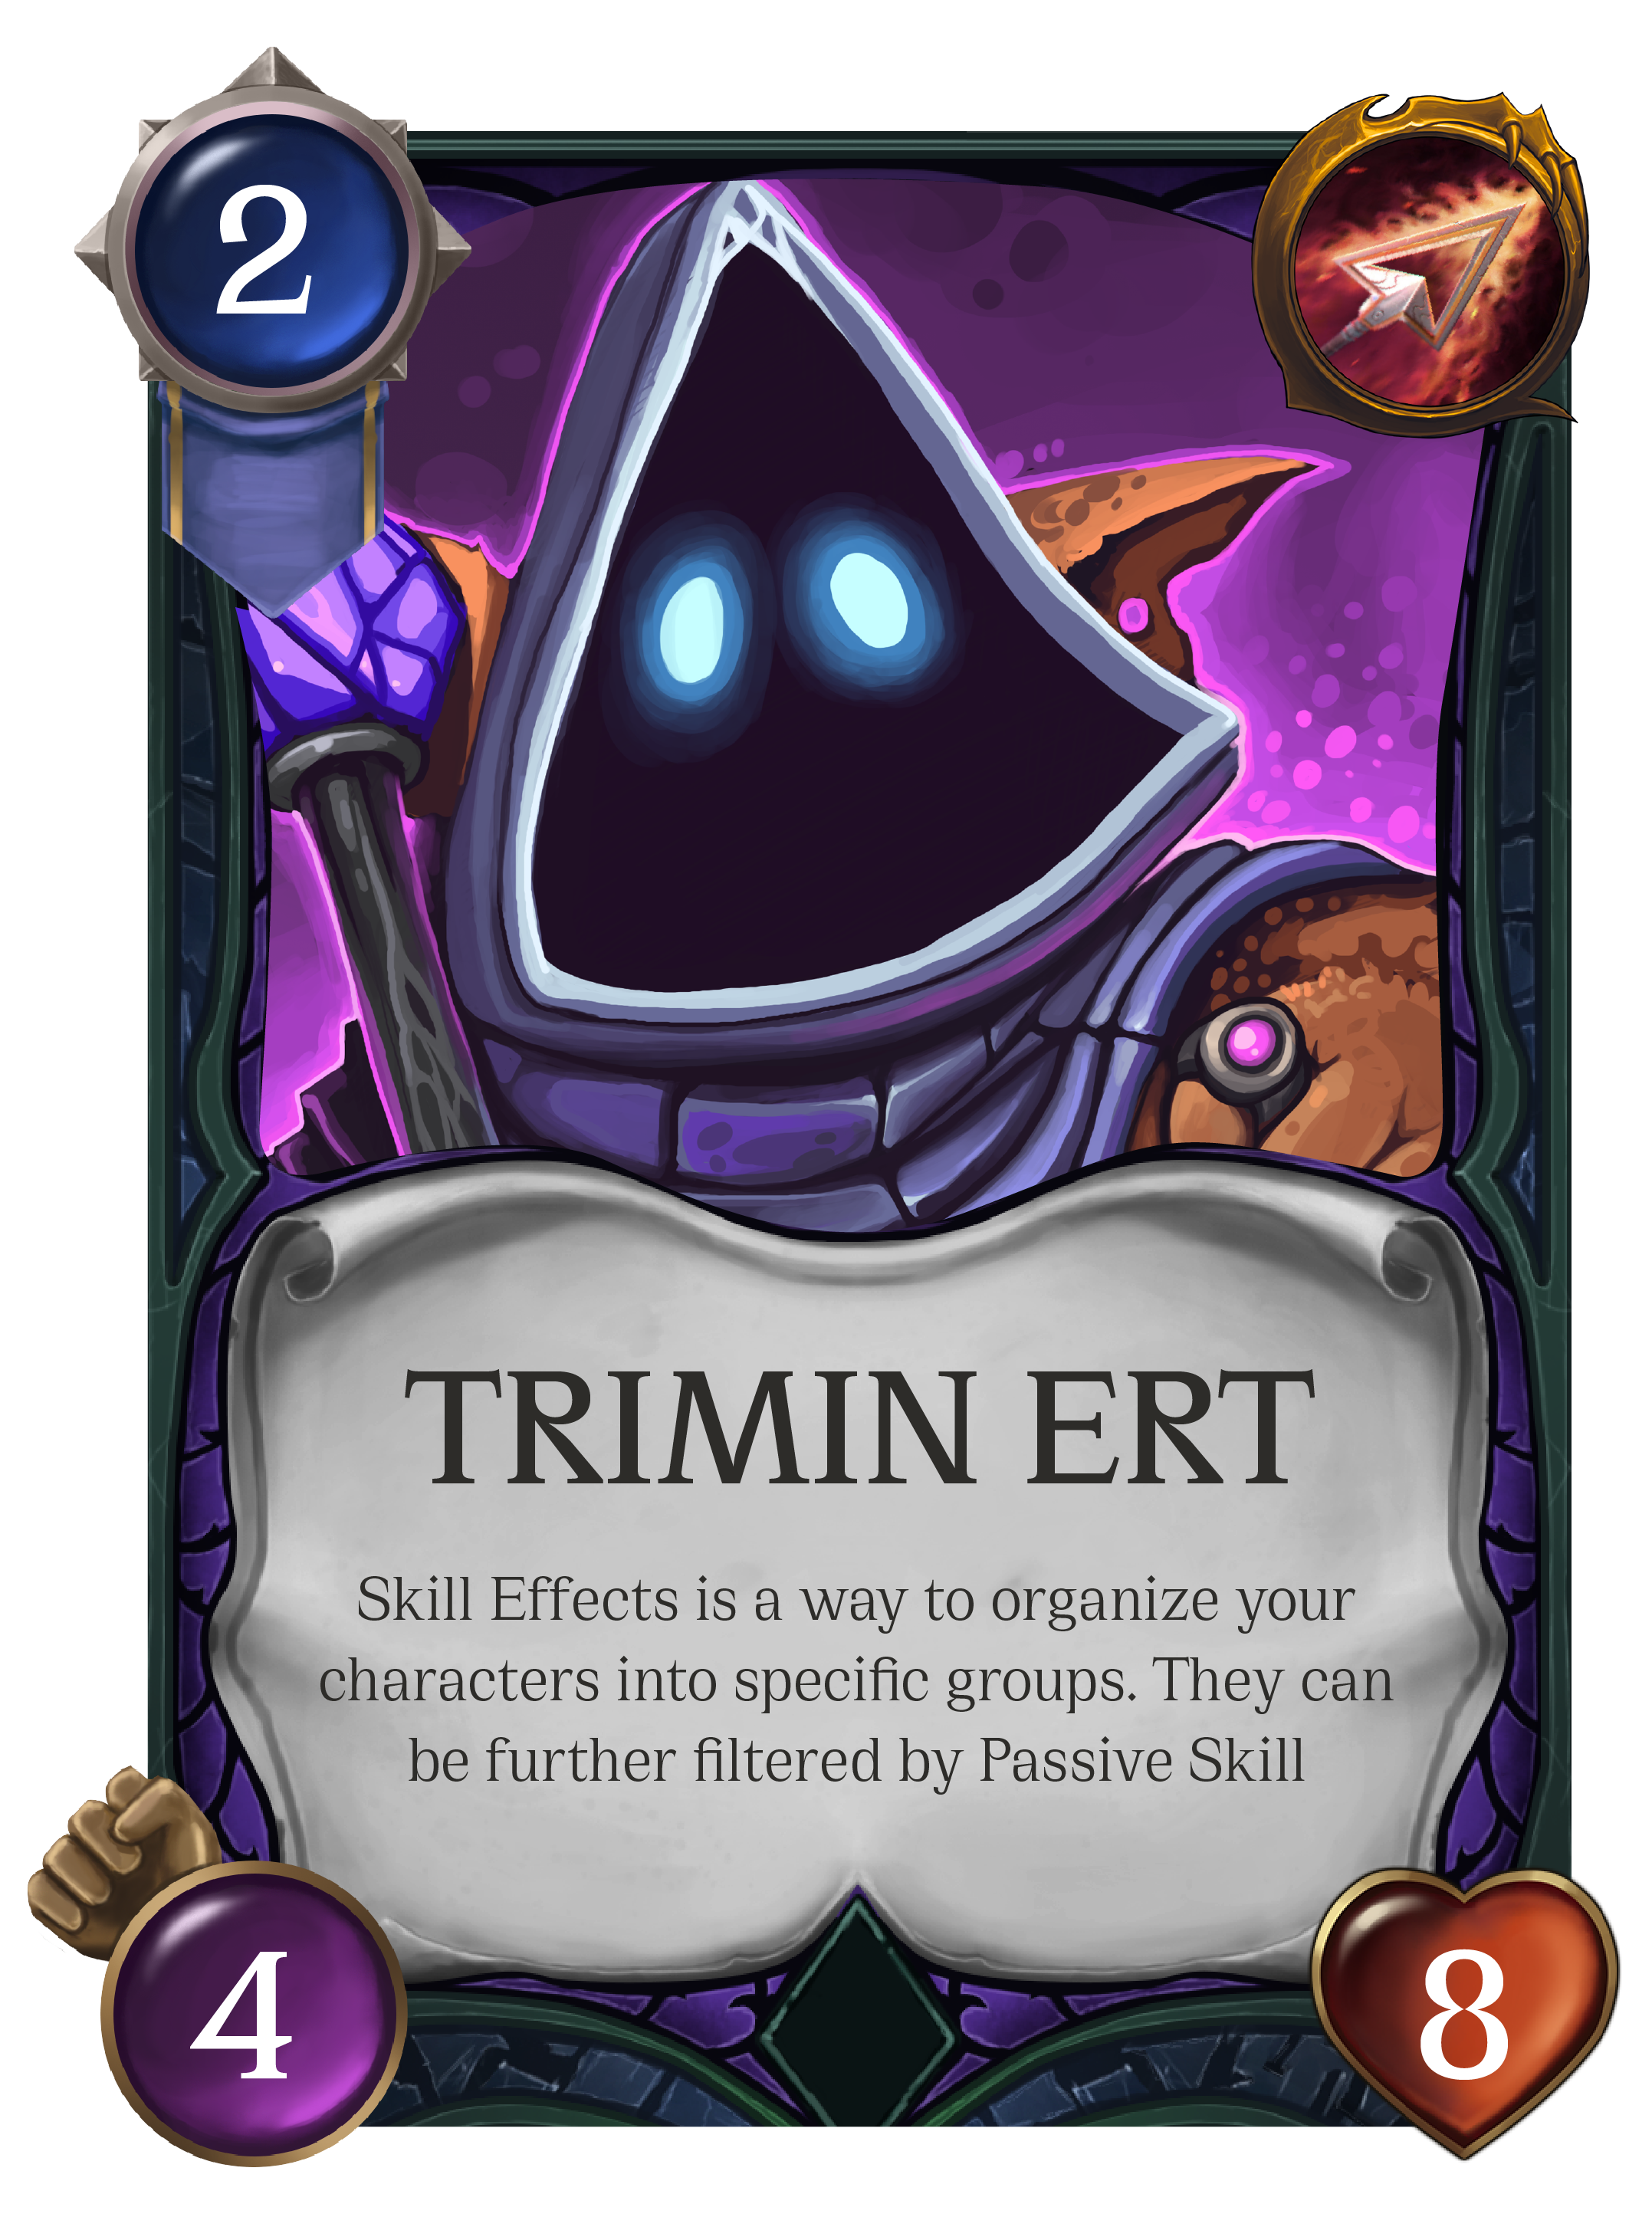 2
TRIMIN ERT
Skill Effects is a way to organize your
characters into specific groups. They can
be further filtered by Passive Skill
4
8